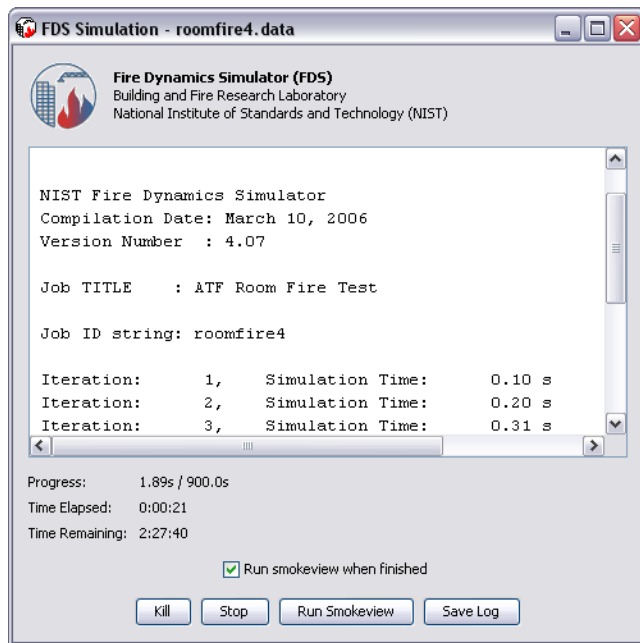 FDS Simulation - roomfire4.data
Fire Dynamics Simulator (FDS)
Building and Fire Research Laboratory
National Institute of Standards and Technology (NIST)
NIST Fire Dynamics Simulator
Compilation Date: March 10, 2006
Version Number  : 4.07
Job TITLE    : ATF Room Fire Test
Job ID string: roomfire4
Iteration:      1,    Simulation Time:      0.10 s
Iteration:      2,    Simulation Time:      0.20 s
Iteration:      3,    Simulation Time:      0.31 s
Progress: 1.89s / 900.0s
Time Elapsed: 0:00:21
Time Remaining: 2:27:40
Run smokeview when finished
Kill Stop Run Smokeview Save Log